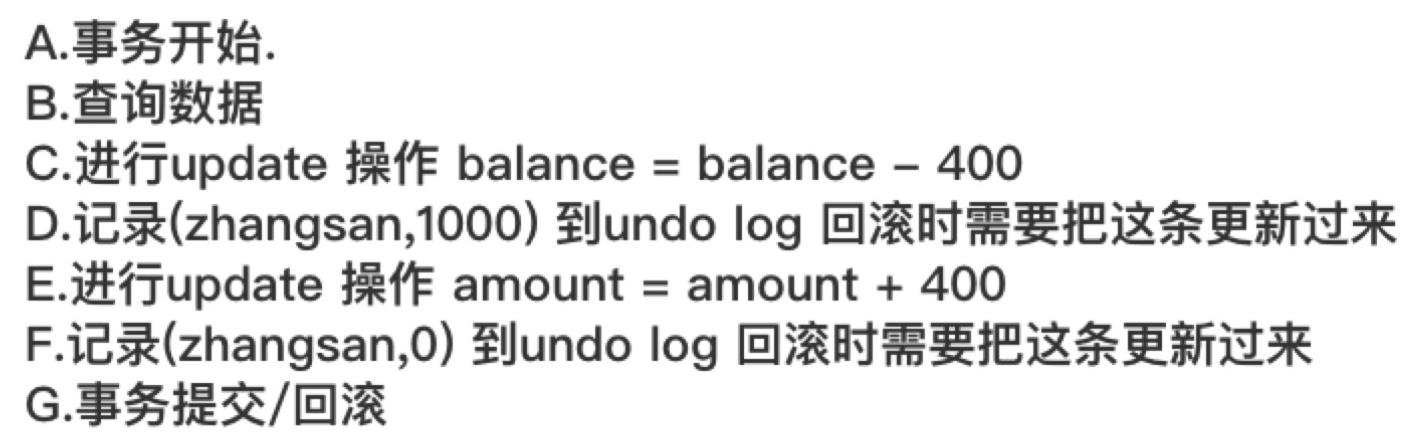 A.事务开始.
B.查询数据
C.进行update 操作 balance = balance – 400
D.记录(zhangsan,1000) 到undo log 回滚时需要把这条更新过来
E.进行update 操作 amount = amount + 400
F.记录(zhangsan,0) 到undo log 回滚时需要把这条更新过来
G.事务提交/回滚